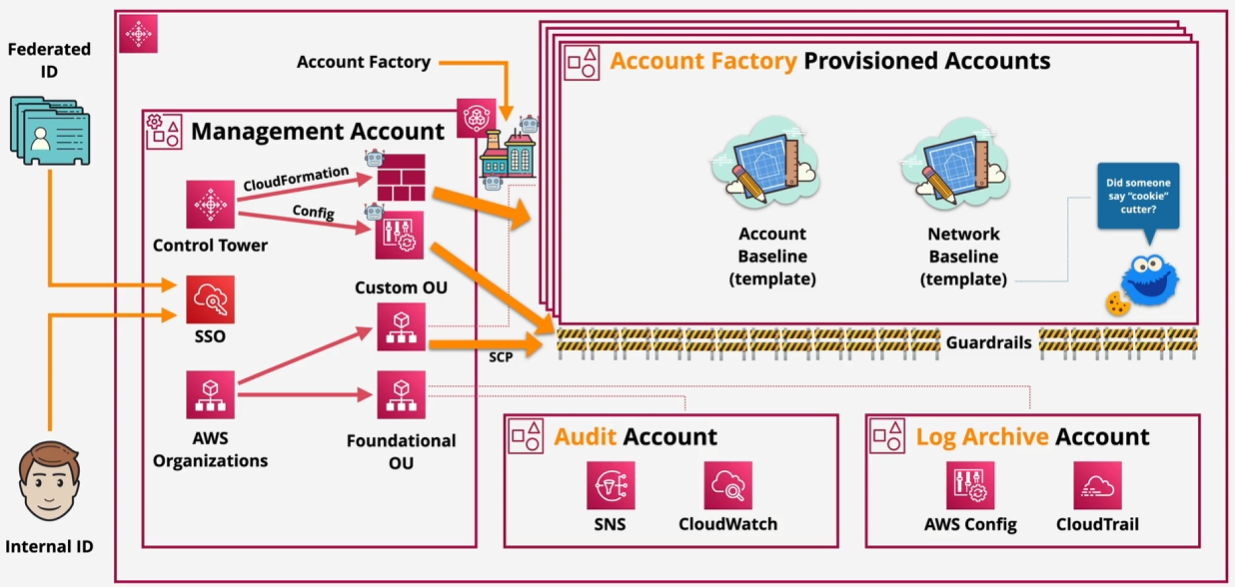 Federated
ID
Account Factory
Account Factory Provisioned Accounts
Management Account
CloudFormation
Config
Control Tower
Account
Baseline
(template)
Network
Baseline
(template)
Did someone
say “cookie”
cutter?
Custom OU
SSO
SCP
Guardrails
AWS
Organizations
Foundational
OU
Audit Account
SNS
CloudWatch
Log Archive Account
AWS Config
CloudTrail
Internal ID